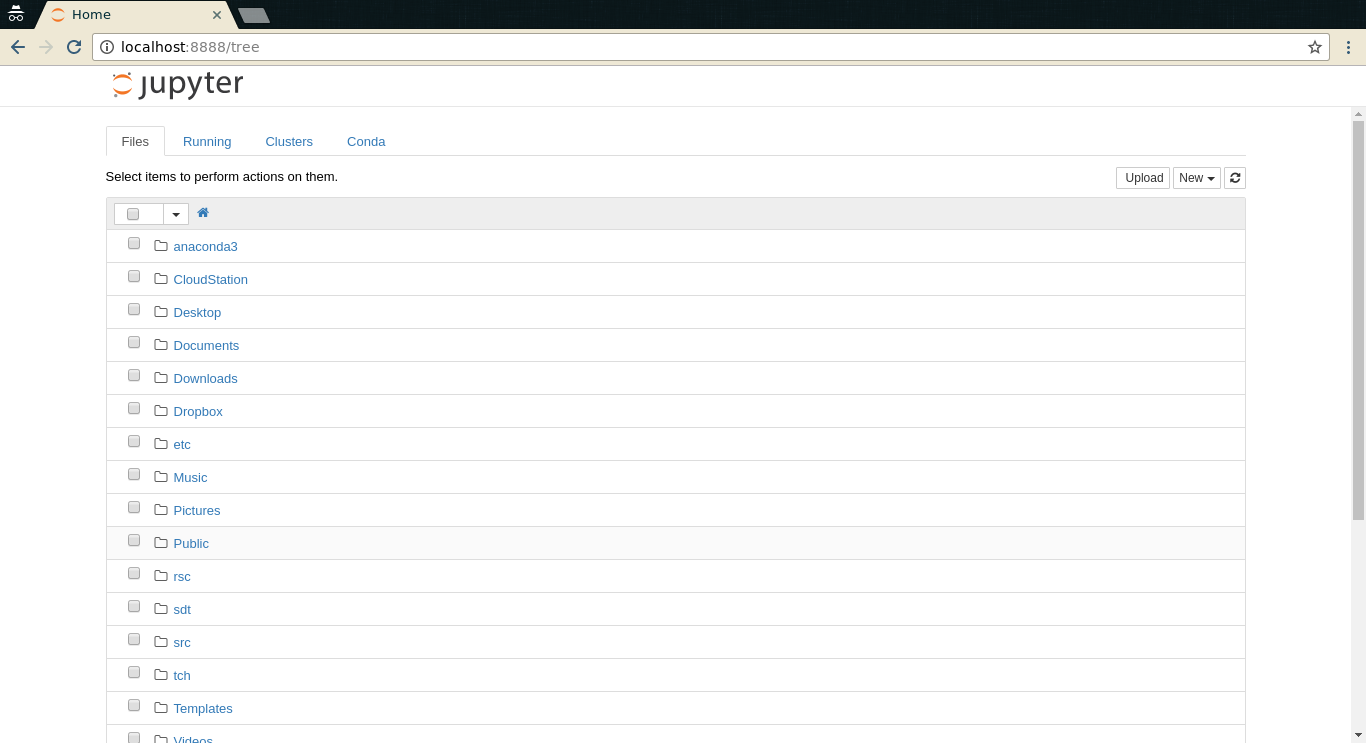 Home
localhost:8888/tree
jupyter
Files Running Clusters Conda
Select items to perform actions on them.
Upload New
anaconda3
CloudStation
Desktop
Documents
Downloads
Dropbox
etc
Music
Pictures
Public
rsc
sdt
src
tch
Templates
Videos